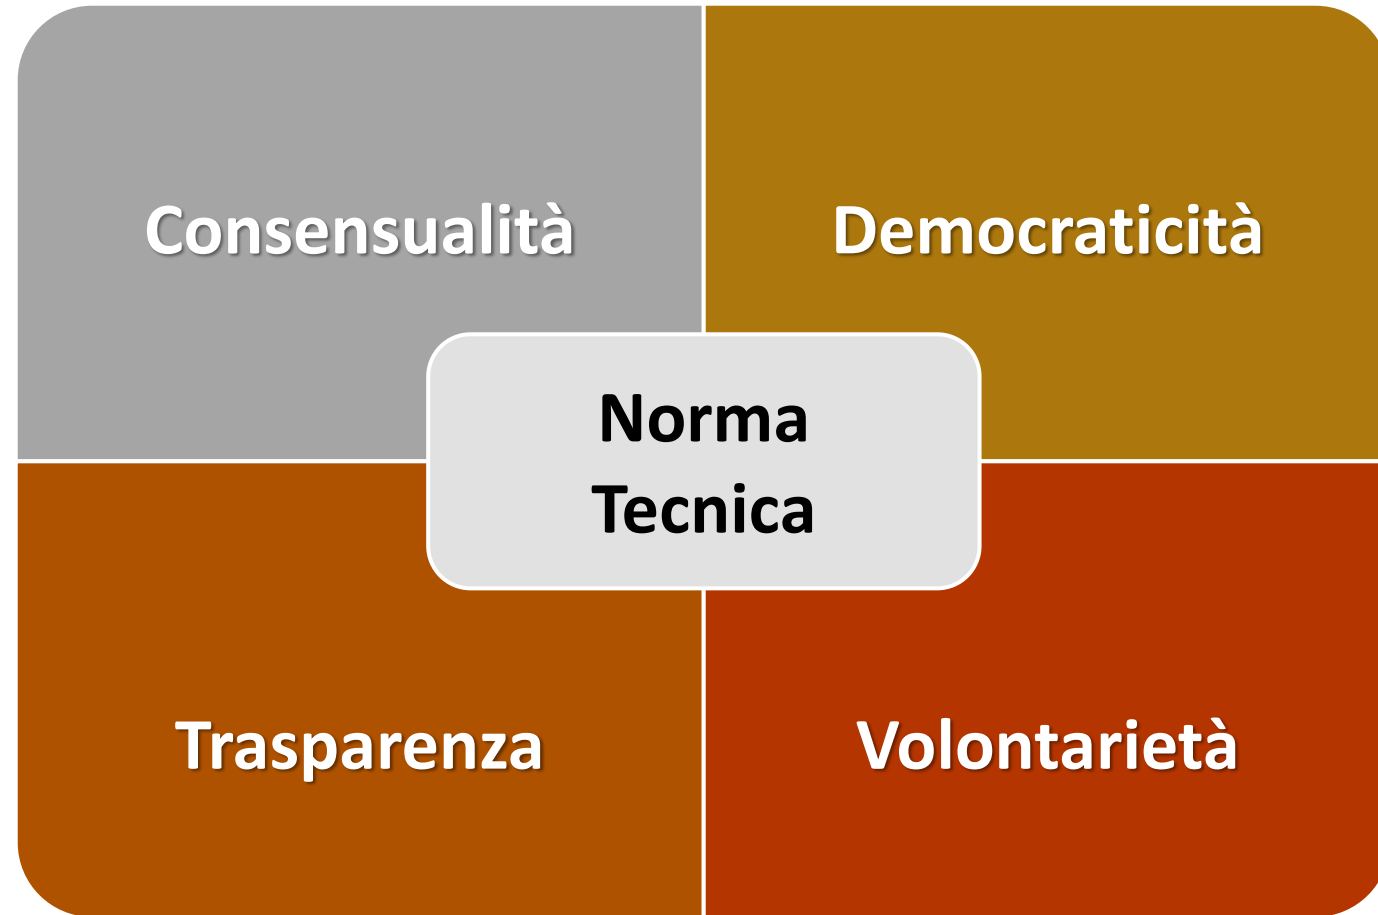 Consensualità
Democraticità
Norma
Tecnica
Trasparenza
Volontarietà